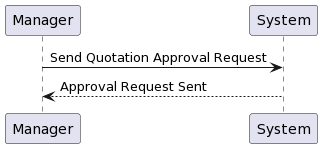 Manager System
Send Quotation Approval Request
Approval Request Sent
Manager System